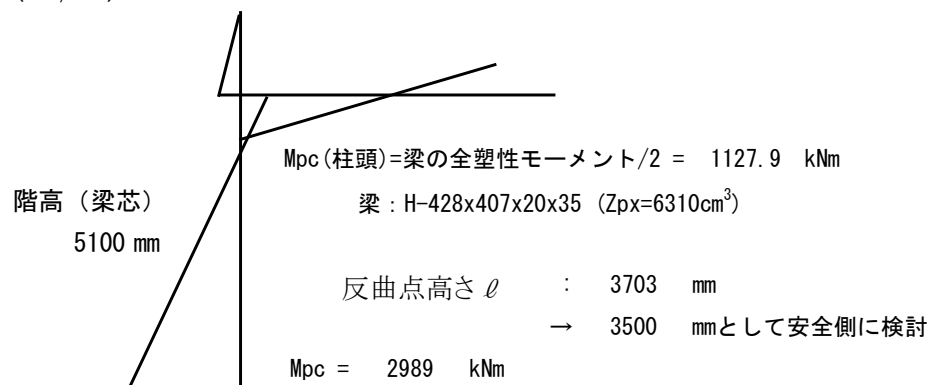 Mpc(柱頭)=梁の全塑性モーメント/2 = 1127.9 kNm
梁：H-428x407x20x35 (Zpx=6310cm³)
階高（梁芯）
5100 mm
反曲点高さℓ : 3703 mm
→ 3500 mmとして安全側に検討
Mpc = 2989 kNm